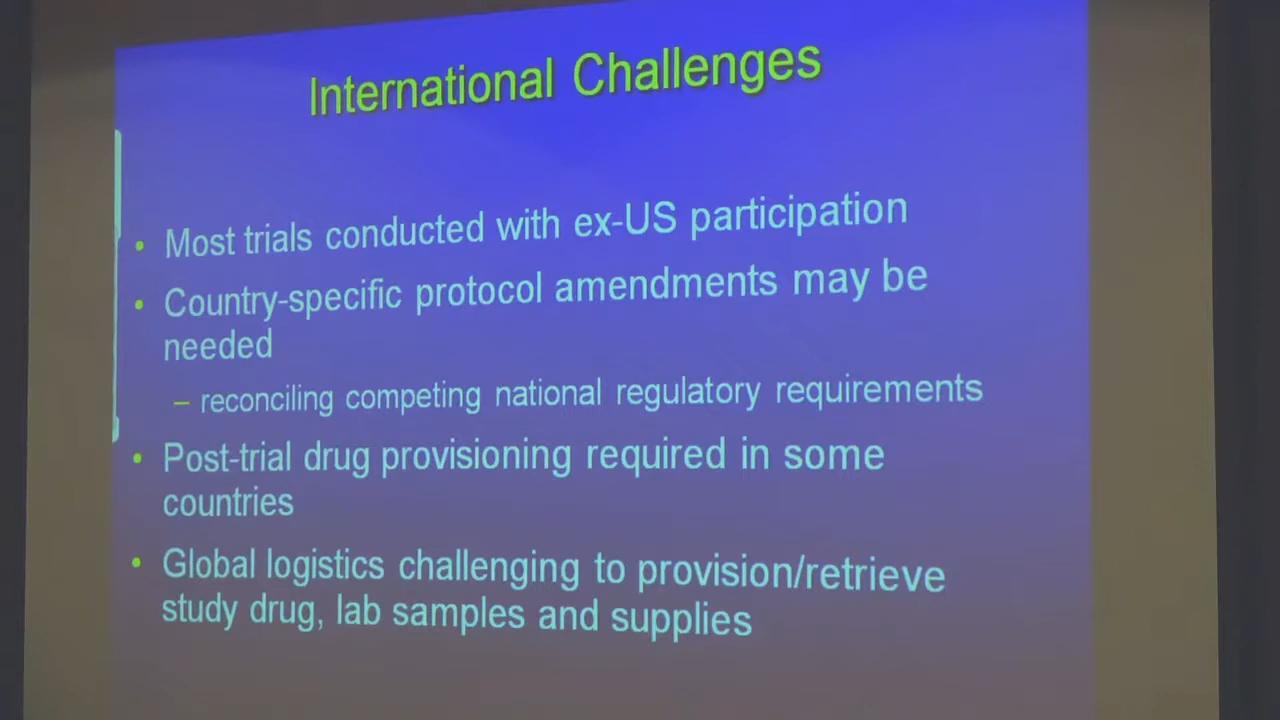 International Challenges
• Most trials conducted with ex-US participation
• Country-specific protocol amendments may be
needed
– reconciling competing national regulatory requirements
• Post-trial drug provisioning required in some
countries
• Global logistics challenging to provision/retrieve
study drug, lab samples and supplies